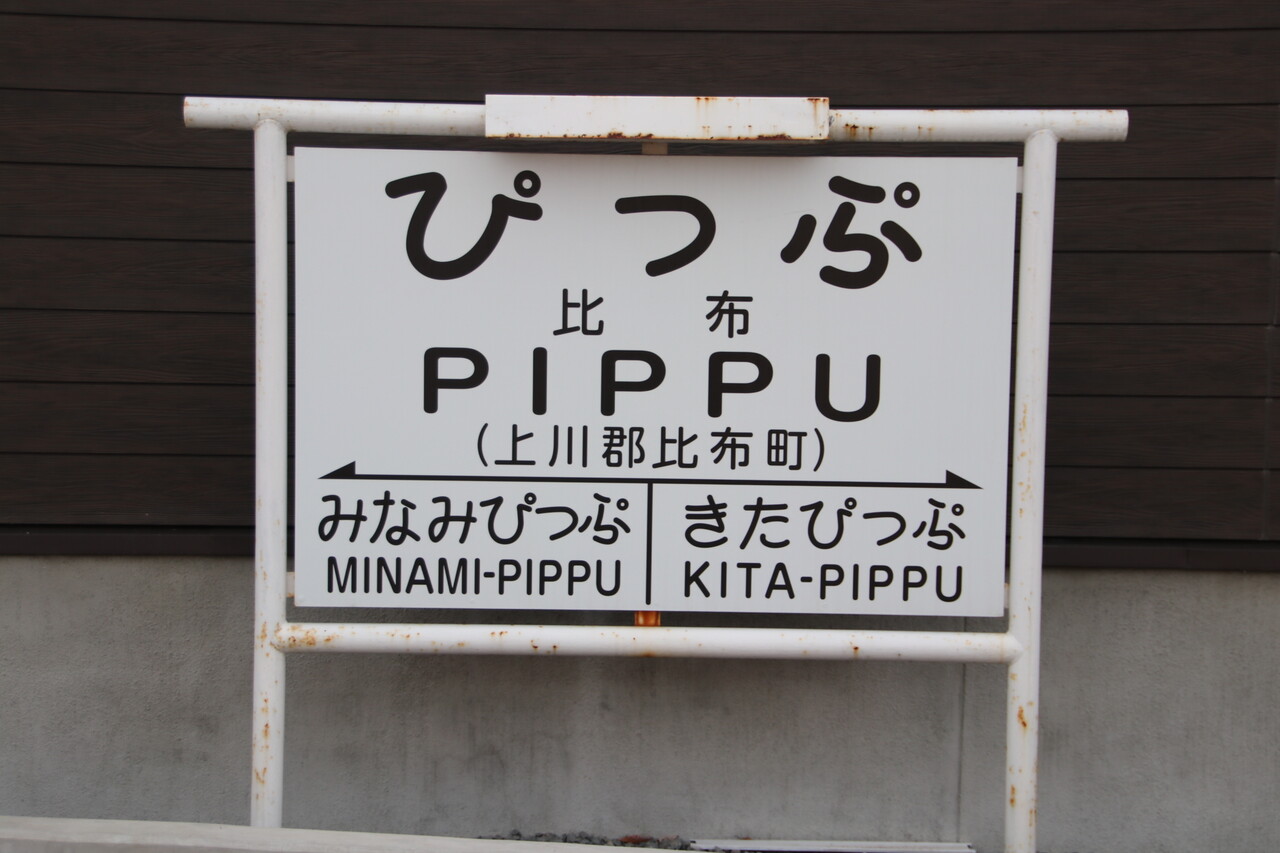 ぴっぷ
比布
PIPPU
(上川郡比布町)
みなみぴっぷ きたぴっぷ
MINAMI-PIPPU KITA-PIPPU